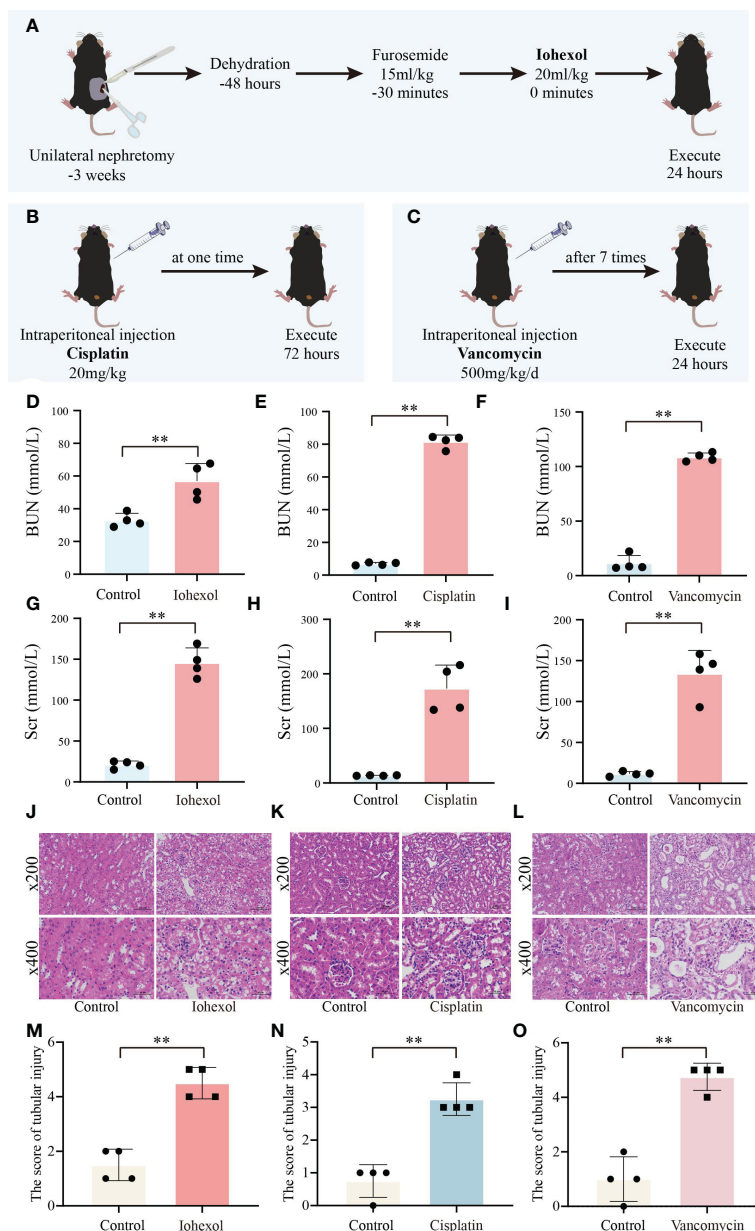 A
Unilateral nephretomy
-3 weeks
Dehydration
-48 hours
Furosemide
15ml/kg
-30 minutes
Iohexol
20ml/kg
0 minutes
Execute
24 hours
B
at one time
Intraperitoneal injection
Cisplatin
20mg/kg
Execute
72 hours
C
after 7 times
Intraperitoneal injection
Vancomycin
500mg/kg/d
Execute
24 hours
D
BUN (mmol/L)
100
80
60
40
20
0
**
Control Iohexol
E
BUN (mmol/L)
100
80
60
40
20
0
**
Control Cisplatin
F
BUN (mmol/L)
150
100
50
0
**
Control Vancomycin
G
Scr (mmol/L)
200
150
100
50
0
**
Control Iohexol
H
Scr (mmol/L)
300
200
100
0
**
Control Cisplatin
I
Scr (mmol/L)
200
150
100
50
0
**
Control Vancomycin
J
x200
x400
Control Iohexol
K
x200
x400
Control Cisplatin
L
x200
x400
Control Vancomycin
M
The score of tubular injury
6
4
2
0
**
Control Iohexol
N
The score of tubular injury
5
4
3
2
1
0
**
Control Cisplatin
O
The score of tubular injury
6
4
2
0
**
Control Vancomycin